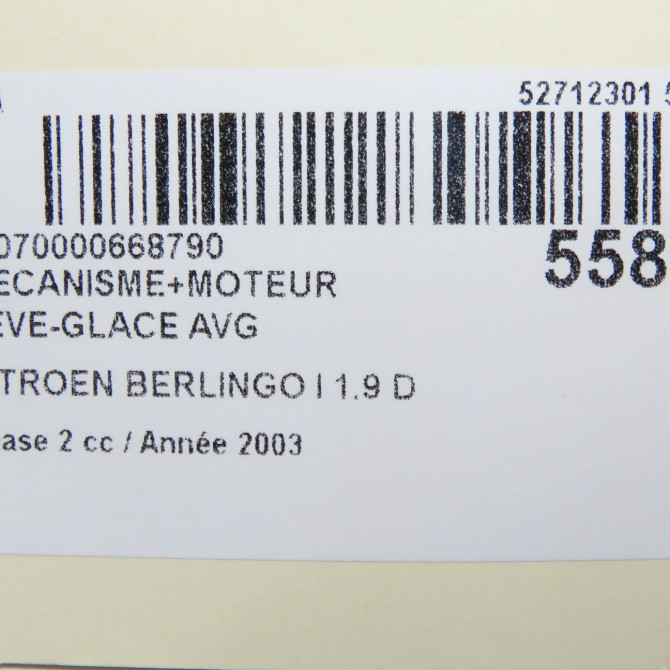 52712301 5
070000668790
558
ECANISME+MOTEUR
EVE-GLACE AVG
TROEN BERLINGO I 1.9 D
ase 2 cc / Année 2003